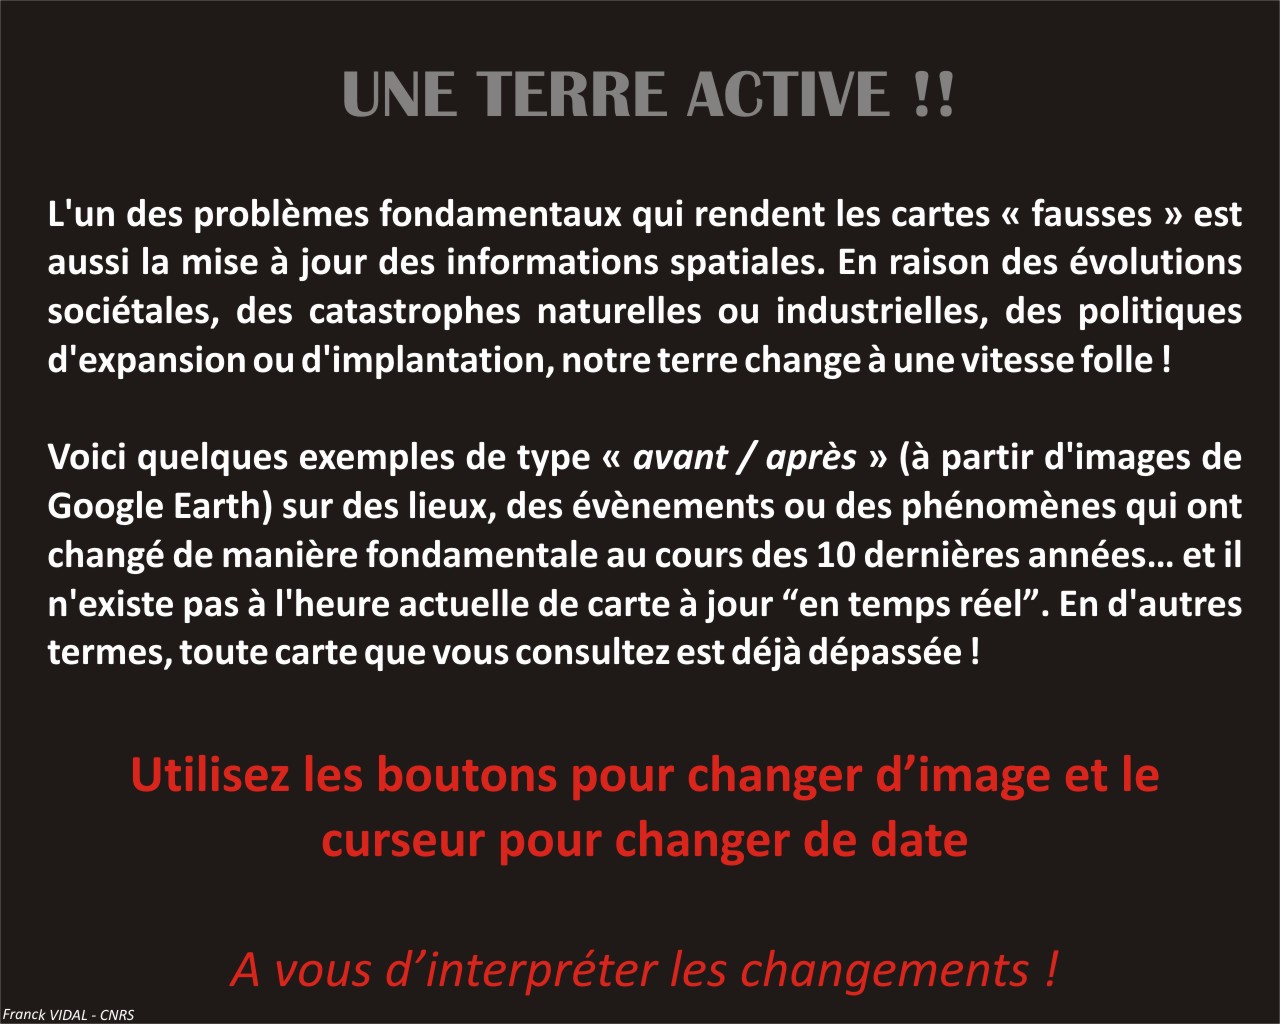 UNE TERRE ACTIVE !!
L'un des problèmes fondamentaux qui rendent les cartes « fausses » est
aussi la mise à jour des informations spatiales. En raison des évolutions
sociétales, des catastrophes naturelles ou industrielles, des politiques
d'expansion ou d'implantation, notre terre change à une vitesse folle !
Voici quelques exemples de type « avant / après » (à partir d'images de
Google Earth) sur des lieux, des évènements ou des phénomènes qui ont
changé de manière fondamentale au cours des 10 dernières années… et il
n'existe pas à l'heure actuelle de carte à jour “en temps réel”. En d'autres
termes, toute carte que vous consultez est déjà dépassée !
Utilisez les boutons pour changer d’image et le
curseur pour changer de date
A vous d’interpréter les changements !
Franck VIDAL - CNRS